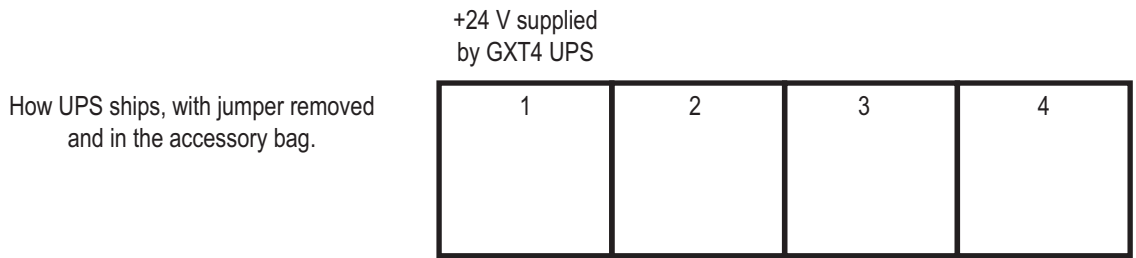 +24 V supplied
by GXT4 UPS
How UPS ships, with jumper removed
and in the accessory bag.
1 2 3 4